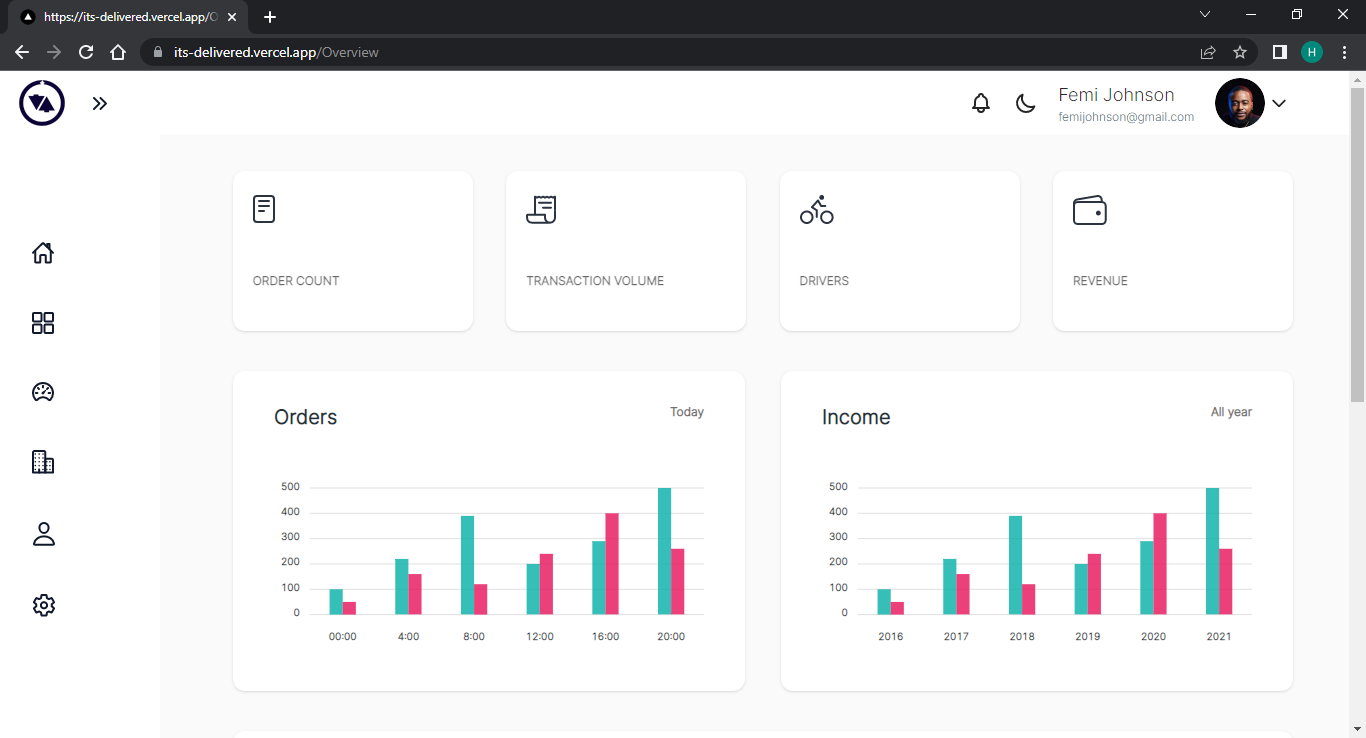 https://its-delivered.vercel.app/O
its-delivered.vercel.app/Overview
H
Femi Johnson
femijohnson@gmail.com
ORDER COUNT
TRANSACTION VOLUME
DRIVERS
REVENUE
Orders
Today
500
400
300
200
100
0
00:00 4:00 8:00 12:00 16:00 20:00
Income
All year
500
400
300
200
100
0
2016 2017 2018 2019 2020 2021